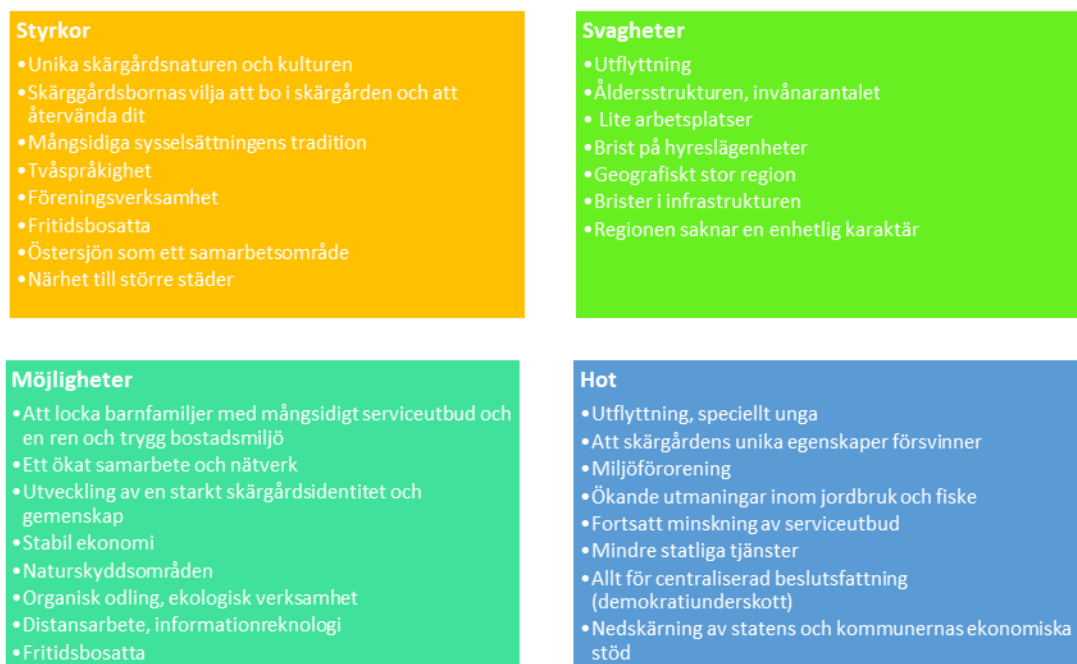 Styrkor
•Unika skärgårdsnaturen och kulturen
•Skärggårdsbornas vilja att bo i skärgården och att
återvända dit
•Mångsidiga sysselsättningens tradition
•Tvåspråkighet
•Föreningsverksamhet
•Fritidsbosatta
•Östersjön som ett samarbetsområde
•Närhet till större städer
Svagheter
•Utflyttning
•Åldersstrukturen, invånarantalet
• Lite arbetsplatser
•Brist på hyreslägenheter
•Geografiskt stor region
•Brister i infrastrukturen
•Regionen saknar en enhetlig karaktär
Möjligheter
•Att locka barnfamiljer med mångsidigt serviceutbud och
en ren och trygg bostadsmiljö
•Ett ökat samarbete och nätverk
•Utveckling av en starkt skärgårdsidentitet och
gemenskap
•Stabil ekonomi
•Naturskyddsområden
•Organisk odling, ekologisk verksamhet
•Distansarbete, informationreknologi
•Fritidsbosatta
Hot
•Utflyttning, speciellt unga
•Att skärgårdens unika egenskaper försvinner
•Miljöförorening
•Ökande utmaningar inom jordbruk och fiske
•Fortsatt minskning av serviceutbud
•Mindre statliga tjänster
•Allt för centraliserad beslutsfattning
(demokratiunderskott)
•Nedskärning av statens och kommunernas ekonomiska
stöd